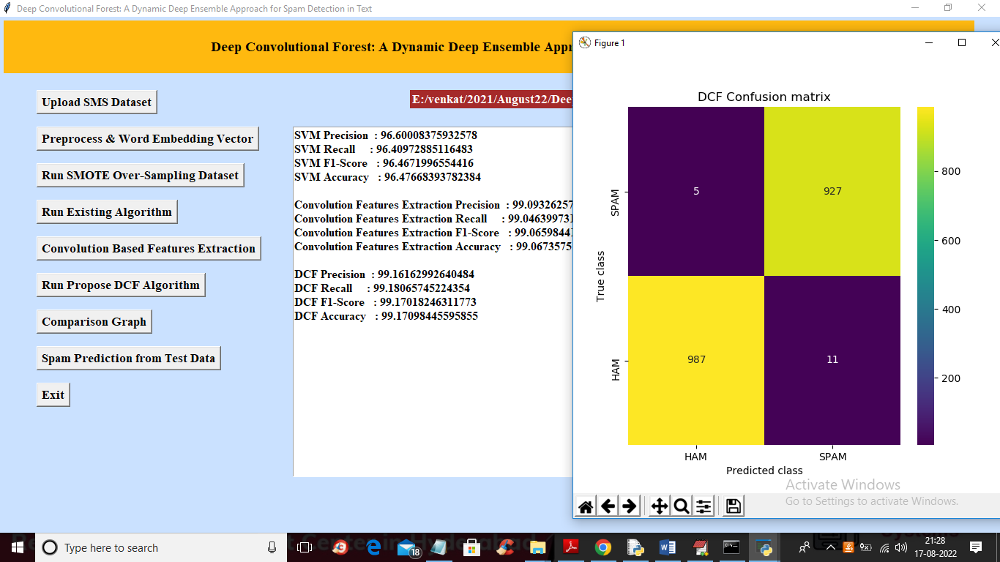 Deep Convolutional Forest: A Dynamic Deep Ensemble Approach for Spam Detection in Text
Deep Convolutional Forest: A Dynamic Deep Ensemble Appr
Upload SMS Dataset
Preprocess & Word Embedding Vector
Run SMOTE Over-Sampling Dataset
Run Existing Algorithm
Convolution Based Features Extraction
Run Propose DCF Algorithm
Comparison Graph
Spam Prediction from Test Data
Exit
E:/venkat/2021/August22/Dee
SVM Precision : 96.60008375932578
SVM Recall : 96.40972885116483
SVM F1-Score : 96.4671996554416
SVM Accuracy : 96.47668393782384
Convolution Features Extraction Precision : 99.09326257
Convolution Features Extraction Recall : 99.04639973
Convolution Features Extraction F1-Score : 99.0659844
Convolution Features Extraction Accuracy : 99.0673575
DCF Precision : 99.16162992640484
DCF Recall : 99.18065745224354
DCF F1-Score : 99.17018246311773
DCF Accuracy : 99.17098445595855
Figure 1
DCF Confusion matrix
True class
SPAM
HAM
5
927
987
11
HAM
SPAM
Predicted class
800
600
400
200
Activate Windows
Go to Settings to activate Windows.
Type here to search
18
21:28
17-08-2022